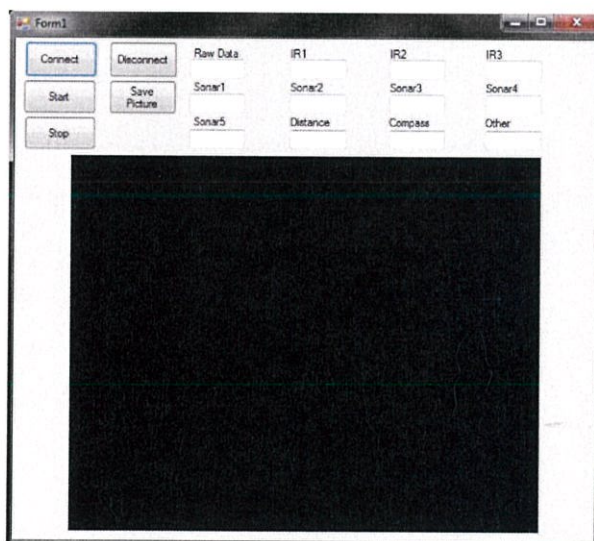 Form1
Connect Disconnect Raw Data IR1 IR2 IR3
Start Save Picture Sonar1 Sonar2 Sonar3 Sonar4
Stop Sonar5 Distance Compass Other